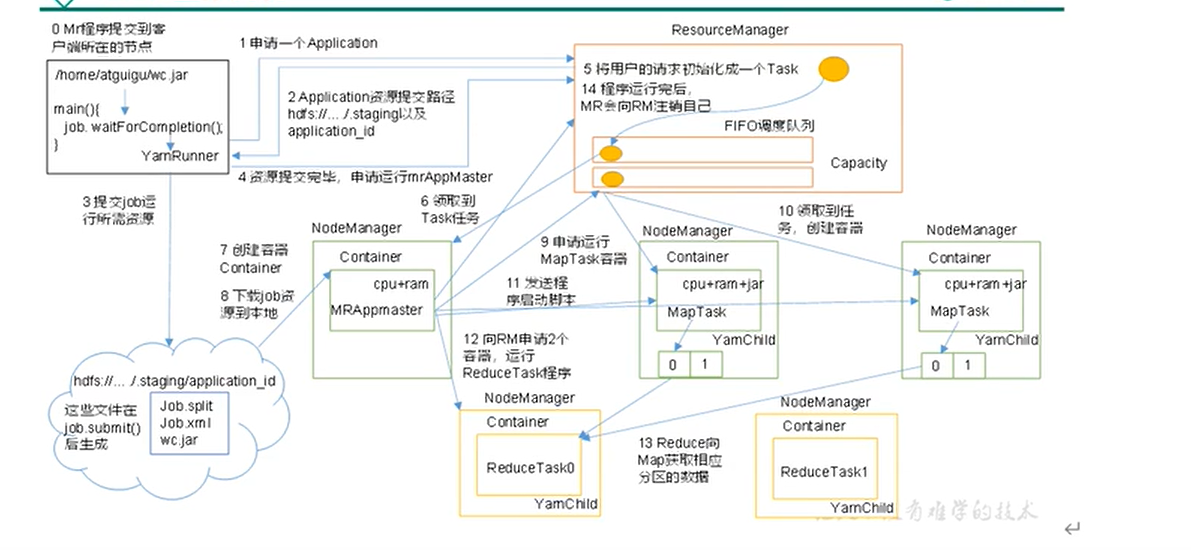 0 Mr程序提交到客
户端所在的节点
/home/atguigu/wc.jar
main(){
job. waitForCompletion();
}
YarnRunner
1 申请一个Application
2 Application资源提交路径
hdfs://… /.staging以及
application_id
4 资源提交完毕，申请运行mrAppMaster
ResourceManager
5 将用户的请求初始化成一个Task
14 程序运行完后，
MR会向RM注销自己
FIFO调度队列
Capacity
3 提交job运
行所需资源
6 领取到
Task任务
7 创建容器
Container
8 下载job资
源到本地
NodeManager
Container
cpu+ram
MRAppmaster
9 申请运行
MapTask容器
11 发送程
序启动脚本
10 领取到任
务，创建容器
NodeManager
Container
cpu+ram+jar
MapTask
YarnChild
0 1
NodeManager
Container
cpu+ram+jar
MapTask
YarnChild
0 1
12 向RM申请2个
容器，运行
ReduceTask程序
hdfs://… /.staging/application_id
这些文件在
job.submit()
后生成
Job.split
Job.xml
wc.jar
NodeManager
Container
ReduceTask0
YarnChild
13 Reduce向
Map获取相应
分区的数据
NodeManager
Container
ReduceTask1
YarnChild
有难学的技术